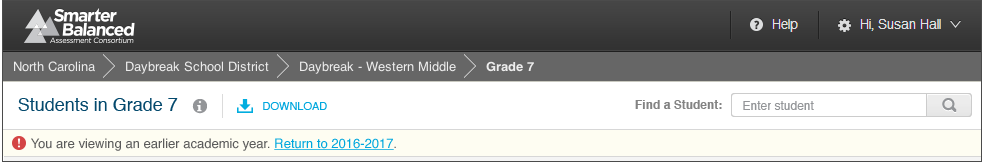 Smarter
Balanced
Assessment Consortium
Help
Hi, Susan Hall
North Carolina
Daybreak School District
Daybreak - Western Middle
Grade 7
Students in Grade 7
DOWNLOAD
Find a Student:
Enter student
You are viewing an earlier academic year. Return to 2016-2017.